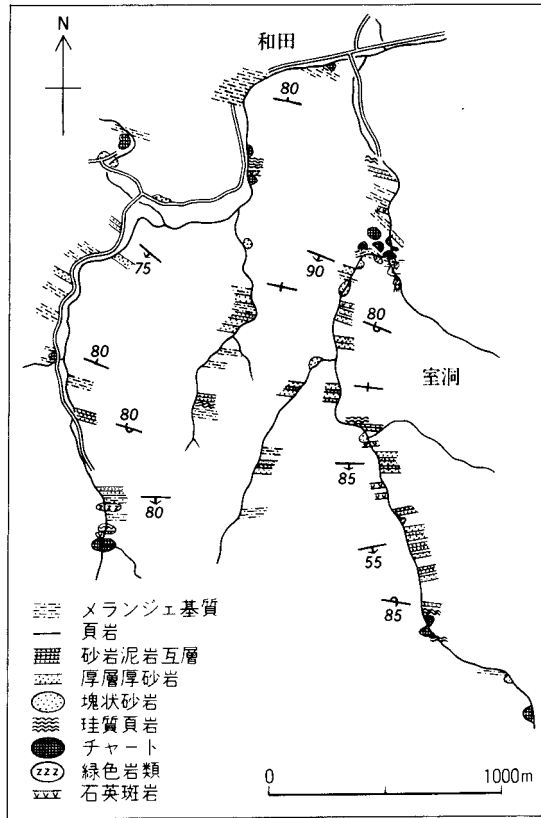 N
和田
80
75
90
80
80
室洞
80
85
80
55
85
メランジェ基質
頁岩
砂岩泥岩互層
厚層厚砂岩
塊状砂岩
珪質頁岩
チャート
zzz 緑色岩類
石英斑岩
0 1000m